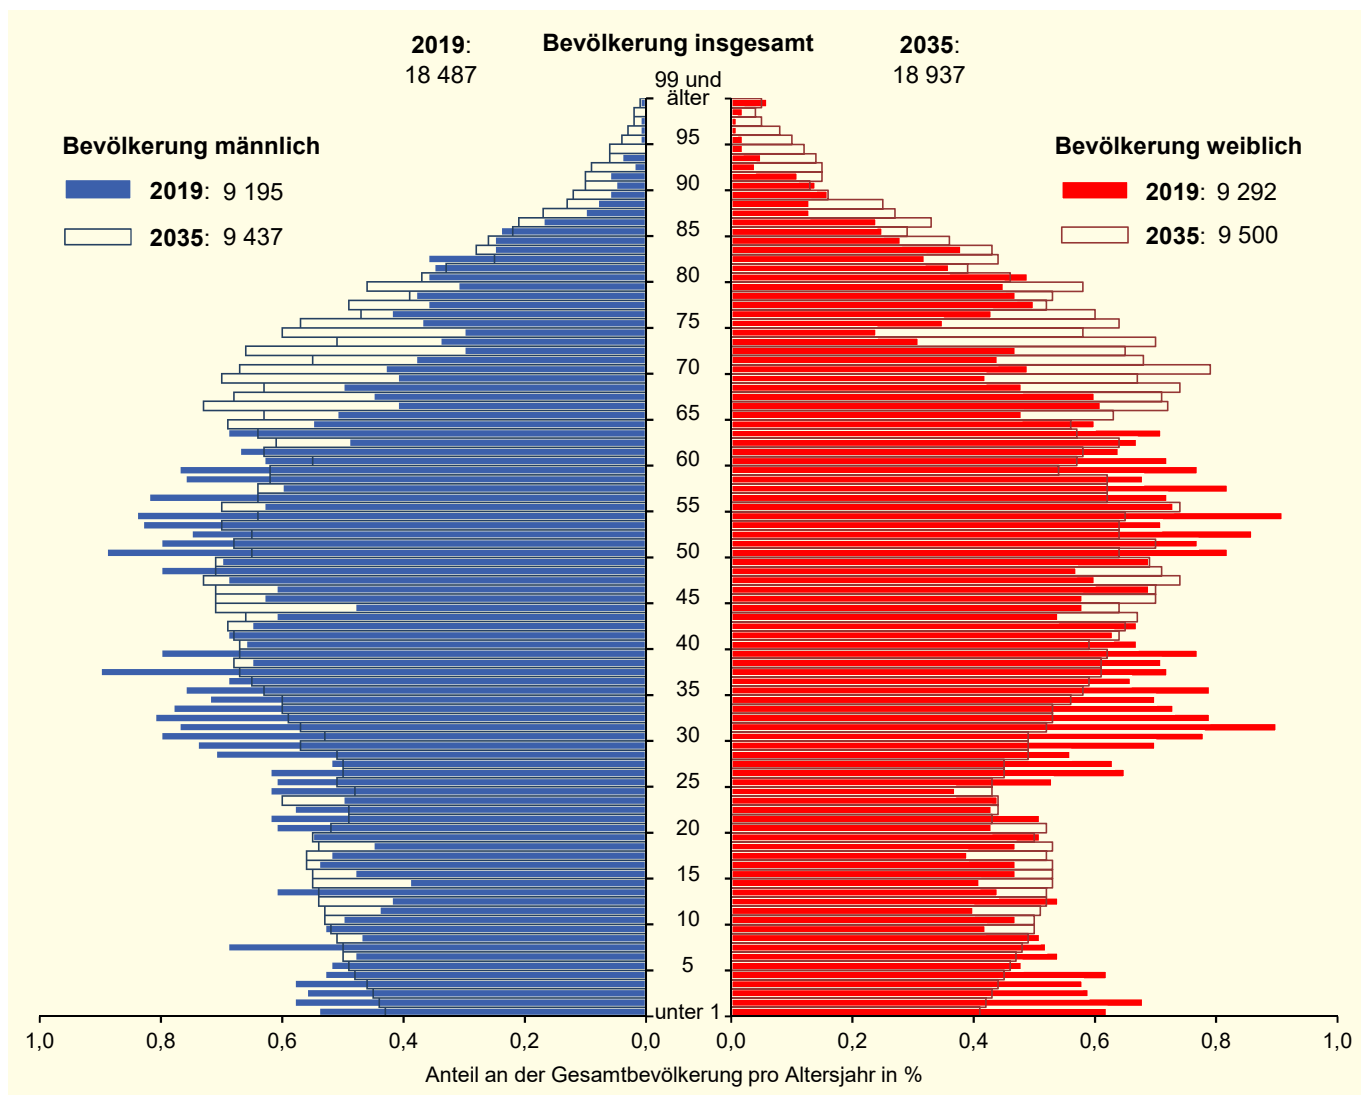 2019: Bevölkerung insgesamt 2035:
18 487 18 937
99 und
älter
Bevölkerung männlich
2019: 9 195
2035: 9 437
Bevölkerung weiblich
2019: 9 292
2035: 9 500
95
90
85
80
75
70
65
60
55
50
45
40
35
30
25
20
15
10
5
unter 1
1,0 0,8 0,6 0,4 0,2 0,0 0,0 0,2 0,4 0,6 0,8 1,0
Anteil an der Gesamtbevölkerung pro Altersjahr in %